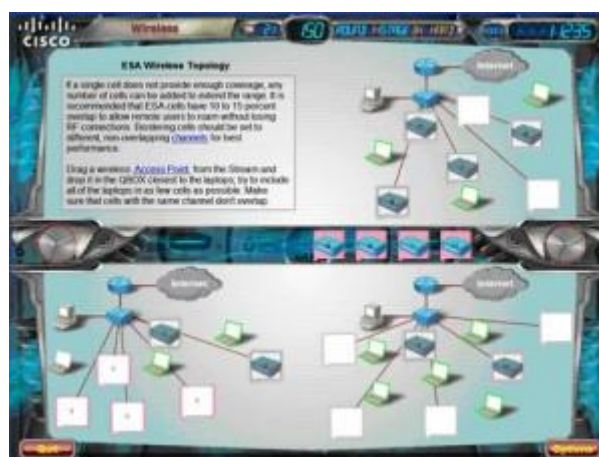 CISCO
Wireless
150
ESA Wireless Topology
If a single cell does not provide enough coverage, any
number of cells can be added to extend the range. It is
recommended that ESA cells have 10 to 15 percent
overlap to allow remote users to roam without losing
RF connections. Bordering cells should be set to
different, non-overlapping channels for best
performance.
Drag a wireless Access Point from the Stream and
drop it in the QBOX closest to the laptops; try to include
all of the laptops in as few cells as possible. Make
sure that cells with the same channel don't overlap.
Internet
Internet
Internet
Quit
Options